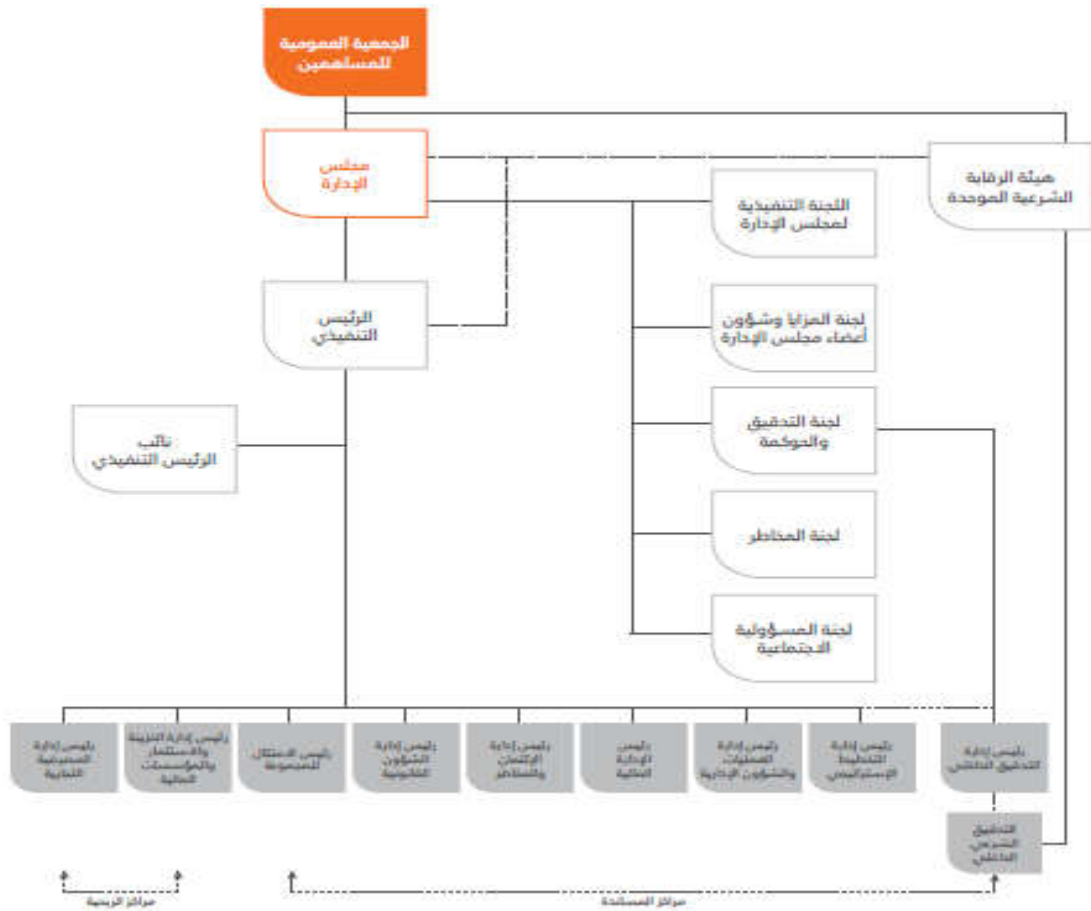 الجمعية العمومية
للمساهمين
مجلس
الإدارة
هيئة الرقابة
الشرعية الموحدة
اللجنة التنفيذية
لمجلس الإدارة
الرئيس
التنفيذي
لجنة المزايا وشؤون
أعضاء مجلس الإدارة
لجنة التدقيق
والحوكمة
نائب
الرئيس التنفيذي
لجنة المخاطر
لجنة المسؤولية
الاجتماعية
رئيس إدارة
التدقيق الداخلي
رئيس إدارة
التخطيط
الإستراتيجي
رئيس إدارة
العمليات
والشؤون الإدارية
رئيس
الإدارة
المالية
رئيس إدارة
الإئتمان
والمخاطر
رئيس إدارة
الشؤون
القانونية
رئيس الامتثال
للمجموعة
رئيس إدارة الخزينة
والاستثمار
والمؤسسات
المالية
رئيس إدارة
المصرفية
التجارية
التدقيق
الشرعي
الداخلي
مراكز المساندة
مراكز الربحية